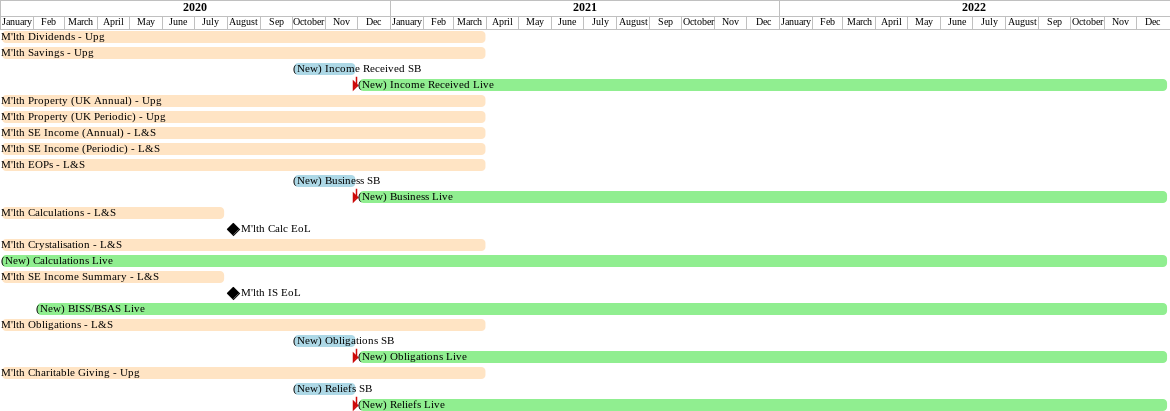 2020 2021 2022
January Feb March April May June July August Sep October Nov Dec January Feb March April May June July August Sep October Nov Dec January Feb March April May June July August Sep October Nov Dec
M'lth Dividends - Upg
M'lth Savings - Upg
(New) Income Received SB
(New) Income Received Live
M'lth Property (UK Annual) - Upg
M'lth Property (UK Periodic) - Upg
M'lth SE Income (Annual) - L&S
M'lth SE Income (Periodic) - L&S
M'lth EOPs - L&S
(New) Business SB
(New) Business Live
M'lth Calculations - L&S
M'lth Calc EoL
M'lth Crystalisation - L&S
(New) Calculations Live
M'lth SE Income Summary - L&S
M'lth IS EoL
(New) BISS/BSAS Live
M'lth Obligations - L&S
(New) Obligations SB
(New) Obligations Live
M'lth Charitable Giving - Upg
(New) Reliefs SB
(New) Reliefs Live